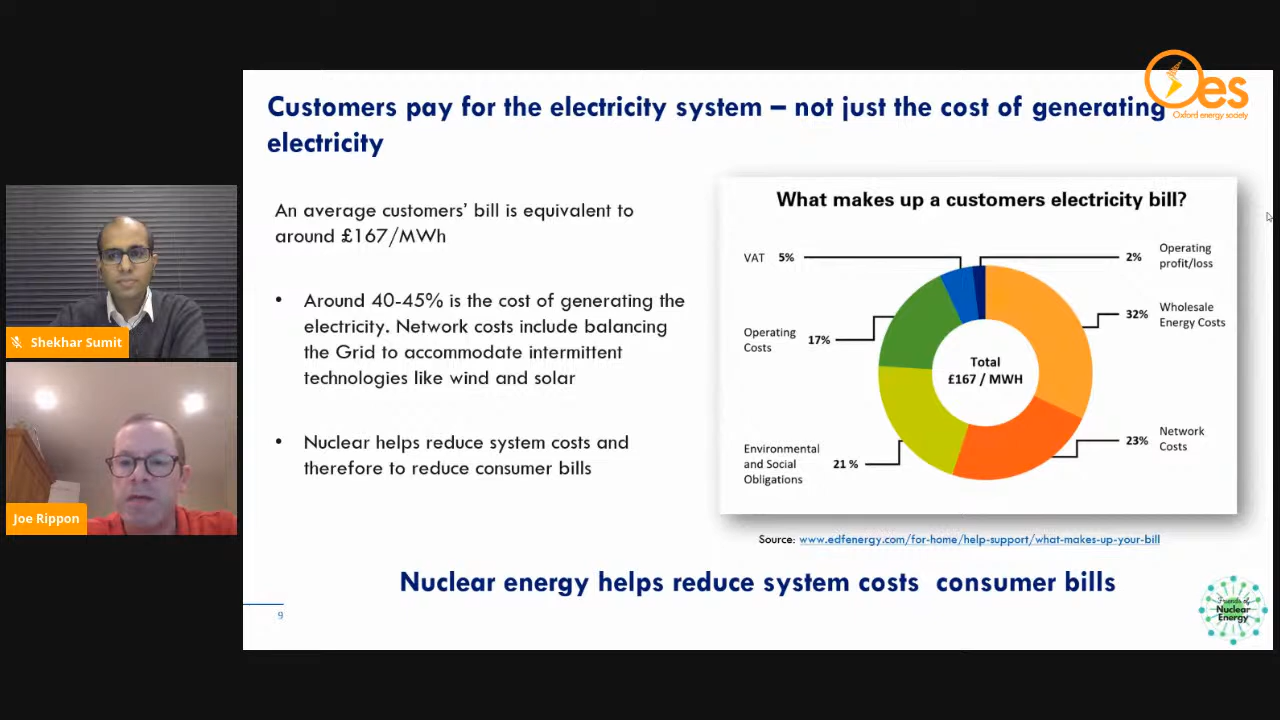 Oes
Oxford energy society
Customers pay for the electricity system – not just the cost of generating
electricity
An average customers' bill is equivalent to
around £167/MWh
• Around 40-45% is the cost of generating the
electricity. Network costs include balancing
the Grid to accommodate intermittent
technologies like wind and solar
• Nuclear helps reduce system costs and
therefore to reduce consumer bills
What makes up a customers electricity bill?
VAT 5%
2% Operating
profit/loss
32% Wholesale
Energy Costs
Operating
Costs 17%
Total
£167 / MWH
23% Network
Costs
Environmental
and Social
Obligations 21 %
Source: www.edfenergy.com/for-home/help-support/what-makes-up-your-bill
Nuclear energy helps reduce system costs  consumer bills
9
Friends of
Nuclear
Energy
Shekhar Sumit
Joe Rippon